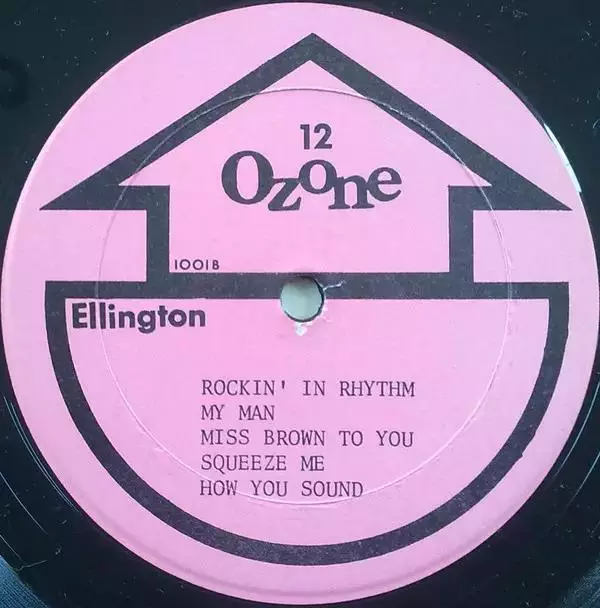 12
Ozone
1001B
Ellington
ROCKIN' IN RHYTHM
MY MAN
MISS BROWN TO YOU
SQUEEZE ME
HOW YOU SOUND